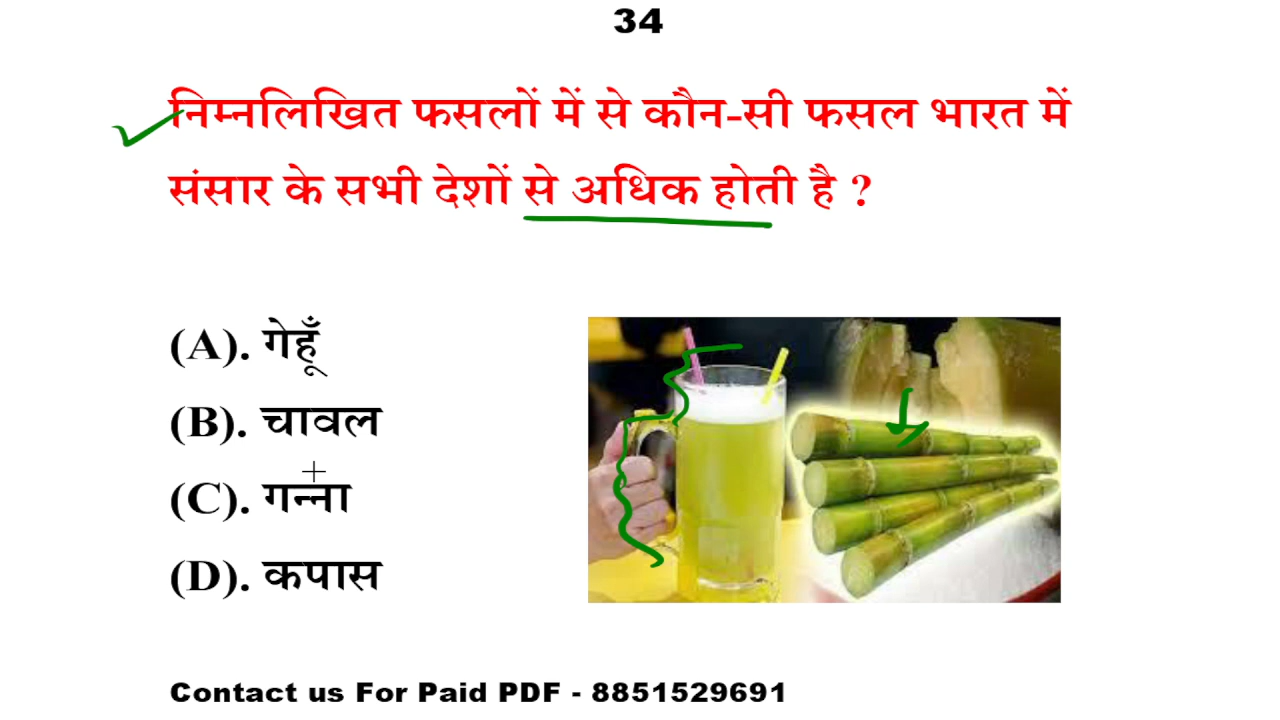 34
निम्नलिखित फसलों में से कौन-सी फसल भारत में
संसार के सभी देशों से अधिक होती है ?
(A). गेहूँ
(B). चावल
(C). गन्ना
(D). कपास
Contact us For Paid PDF - 8851529691